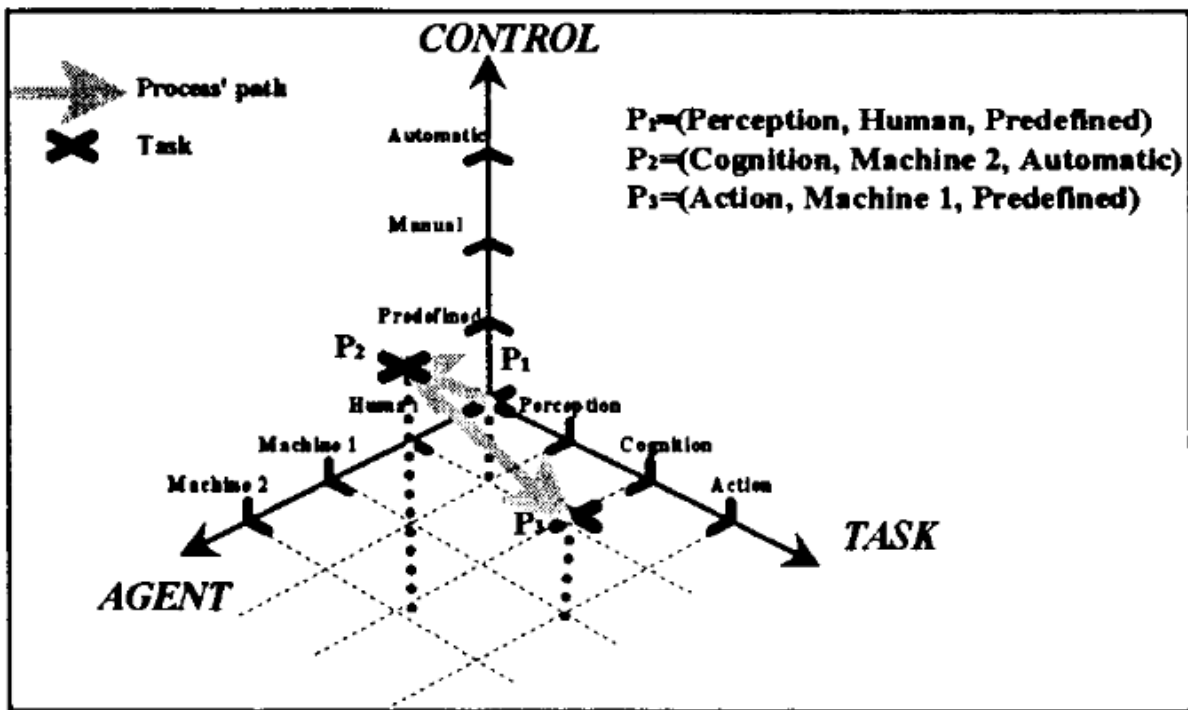 CONTROL
Process' path
Task
P₁=(Perception, Human, Predefined)
P₂=(Cognition, Machine 2, Automatic)
P₃=(Action, Machine 1, Predefined)
Automatic
Manual
Predefined
P₂
P₁
Human
Perception
Machine 1
Cognition
Machine 2
Action
P₃
TASK
AGENT